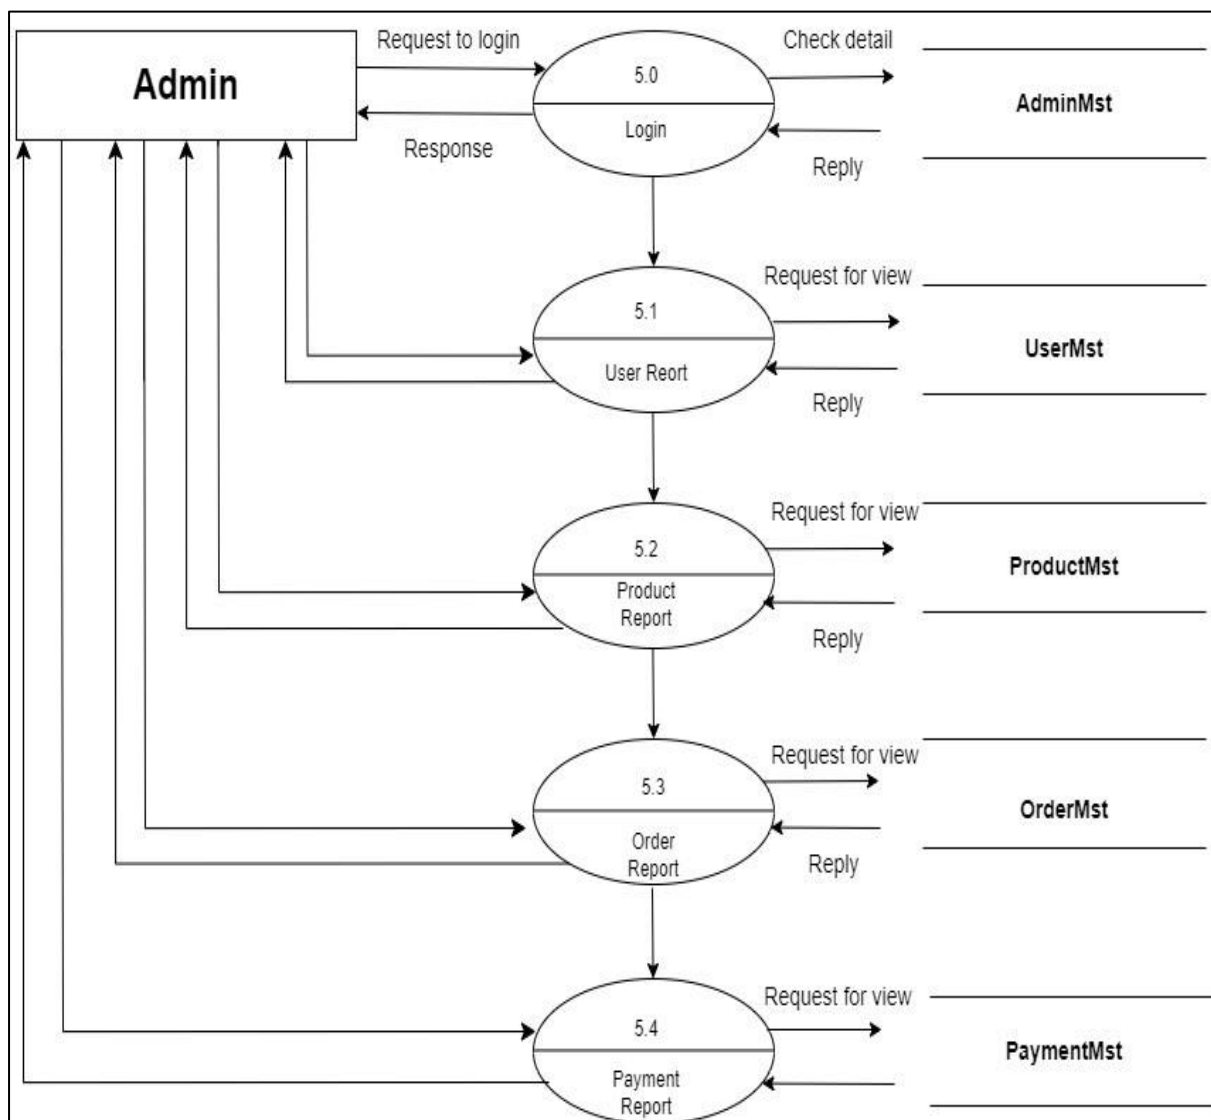 Request to login
Check detail
Admin
5.0
AdminMst
Login
Response
Reply
Request for view
5.1
UserMst
User Reort
Reply
Request for view
5.2
ProductMst
Product
Report
Reply
Request for view
5.3
OrderMst
Order
Report
Reply
Request for view
5.4
PaymentMst
Payment
Report